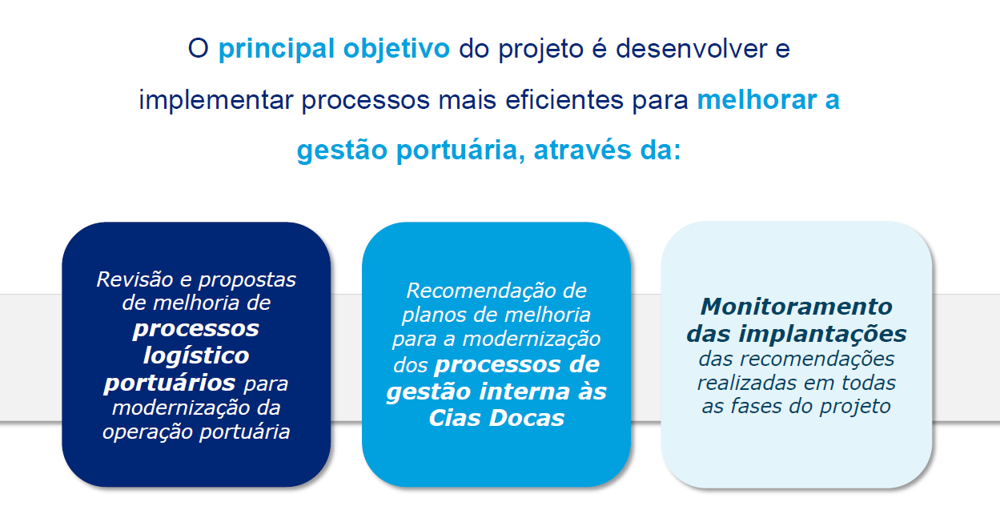 O principal objetivo do projeto é desenvolver e
implementar processos mais eficientes para melhorar a
gestão portuária, através da:
Revisão e propostas
de melhoria de
processos
logístico
portuários para
modernização da
operação portuária
Recomendação de
planos de melhoria
para a modernização
dos processos de
gestão interna às
Cias Docas
Monitoramento
das implantações
das recomendações
realizadas em todas
as fases do projeto